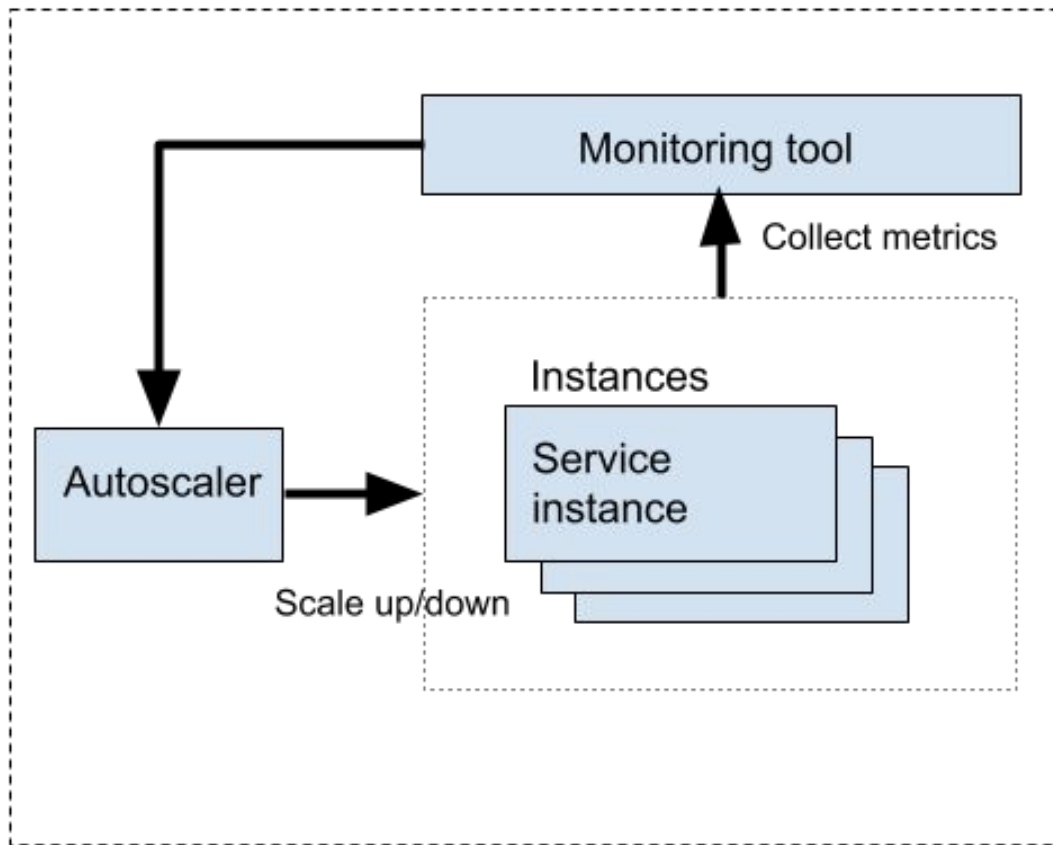 Monitoring tool
Collect metrics
Instances
Service
instance
Autoscaler
Scale up/down